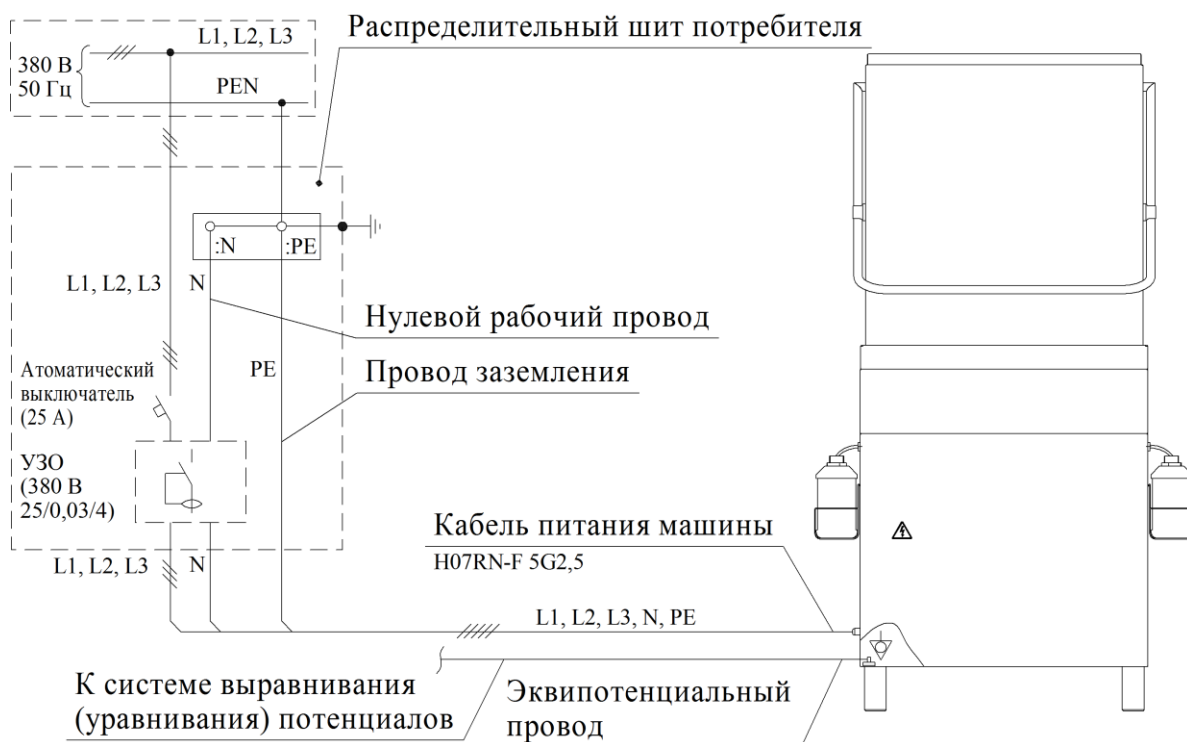 L1, L2, L3
Распределительный шит потребителя
380 В
50 Гц
PEN
:N
:PE
L1, L2, L3
N
Нулевой рабочий провод
PE
Провод заземления
Атоматический
выключатель
(25 А)
УЗО
(380 В
25/0,03/4)
Кабель питания машины
H07RN-F 5G2,5
L1, L2, L3
N
L1, L2, L3, N, PE
К системе выравнивания
(уравнивания) потенциалов
Эквипотенциальный
провод